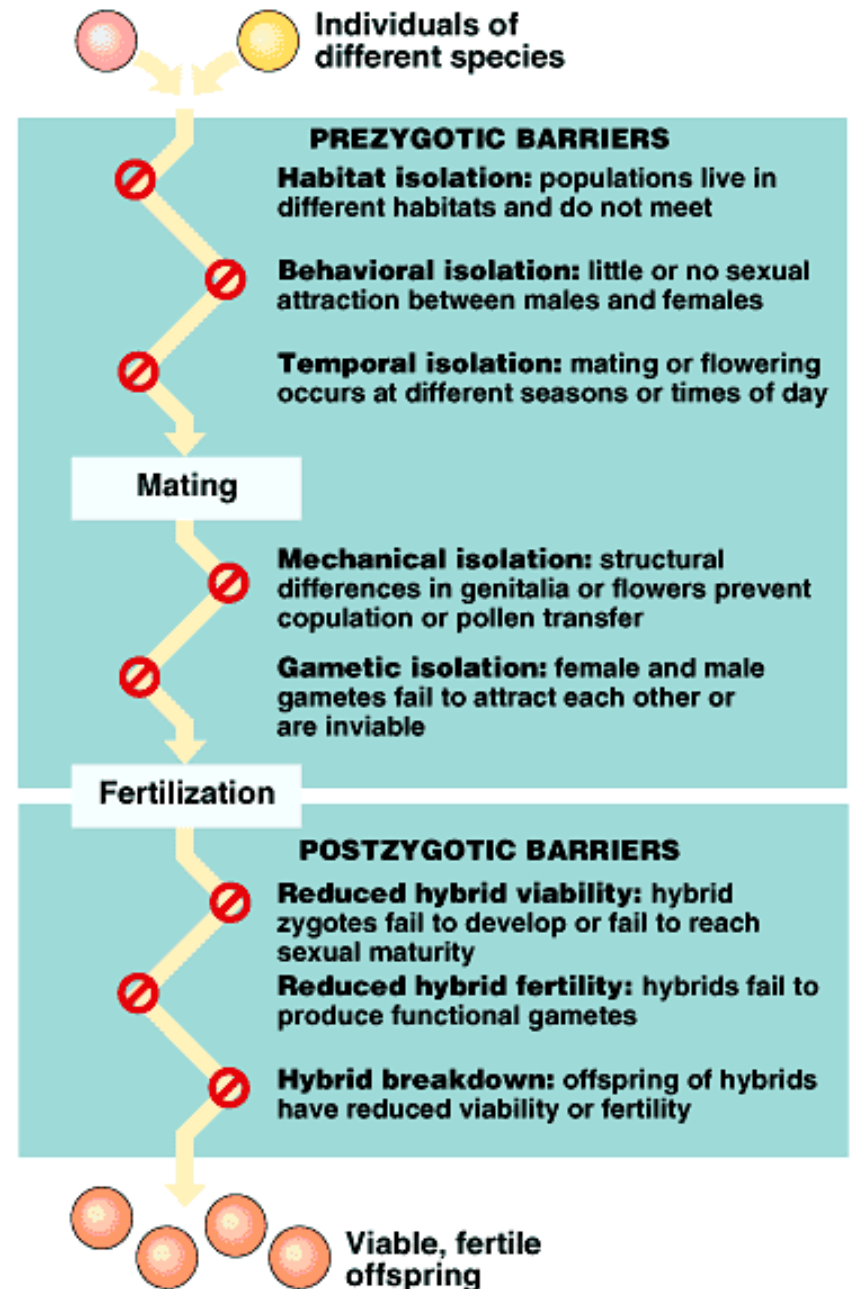 Individuals of
different species
PREZYGOTIC BARRIERS
Habitat isolation: populations live in
different habitats and do not meet
Behavioral isolation: little or no sexual
attraction between males and females
Temporal isolation: mating or flowering
occurs at different seasons or times of day
Mating
Mechanical isolation: structural
differences in genitalia or flowers prevent
copulation or pollen transfer
Gametic isolation: female and male
gametes fail to attract each other or
are inviable
Fertilization
POSTZYGOTIC BARRIERS
Reduced hybrid viability: hybrid
zygotes fail to develop or fail to reach
sexual maturity
Reduced hybrid fertility: hybrids fail to
produce functional gametes
Hybrid breakdown: offspring of hybrids
have reduced viability or fertility
Viable, fertile
offspring